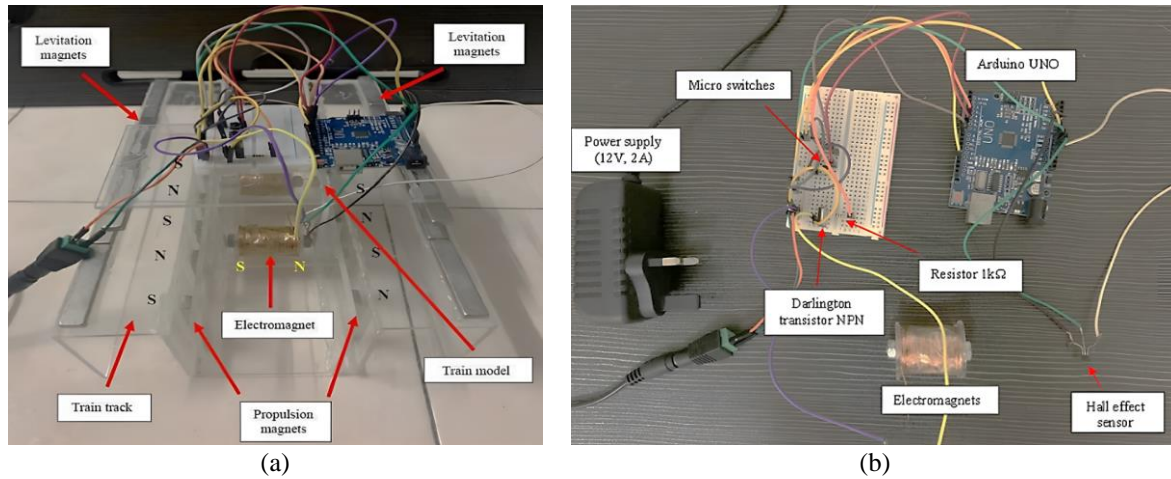 Levitation
magnets
Levitation
magnets
S
N
S
N
S
S
N
S
N
S N
Electromagnet
Train track
Propulsion
magnets
Train model
(a)
Arduino UNO
Micro switches
Power supply
(12V, 2A)
UNO
Resistor 1kΩ
Darlington
transistor NPN
Electromagnets
Hall effect
sensor
(b)